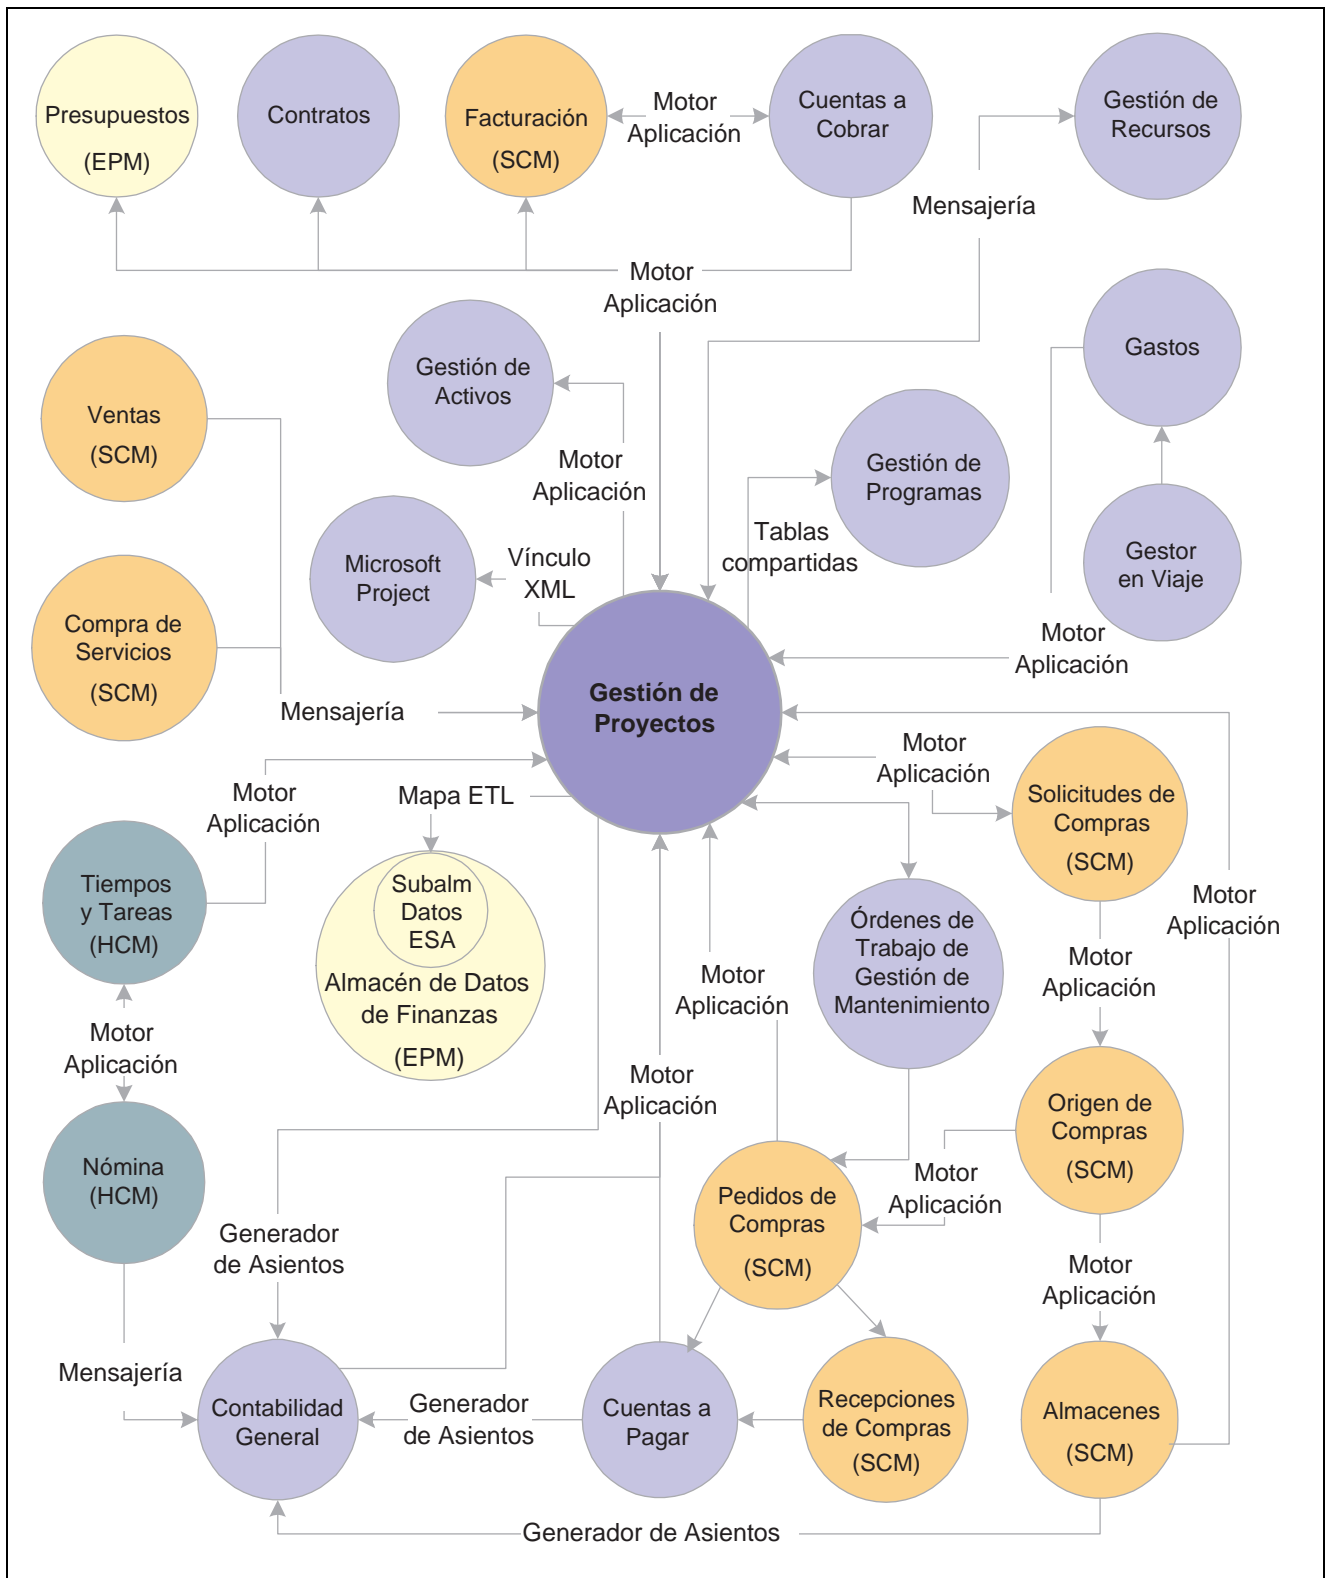 Presupuestos
(EPM)
Contratos
Facturación
(SCM)
Motor
Aplicación
Cuentas a
Cobrar
Gestión de
Recursos
Mensajería
Motor
Aplicación
Gestión de
Activos
Gastos
Ventas
(SCM)
Motor
Aplicación
Gestión de
Programas
Microsoft
Project
Vínculo
XML
Tablas
compartidas
Gestor
en Viaje
Compra de
Servicios
(SCM)
Motor
Aplicación
Gestión de
Proyectos
Mensajería
Motor
Aplicación
Solicitudes de
Compras
(SCM)
Motor
Aplicación
Mapa ETL
Tiempos
y Tareas
(HCM)
Subalm
Datos
ESA
Almacén de Datos
de Finanzas
(EPM)
Motor
Aplicación
Órdenes de
Trabajo de
Gestión de
Mantenimiento
Motor
Aplicación
Motor
Aplicación
Motor
Aplicación
Motor
Aplicación
Origen de
Compras
(SCM)
Nómina
(HCM)
Motor
Aplicación
Pedidos de
Compras
(SCM)
Generador
de Asientos
Motor
Aplicación
Mensajería
Contabilidad
General
Generador
de Asientos
Cuentas a
Pagar
Recepciones
de Compras
(SCM)
Almacenes
(SCM)
Generador de Asientos